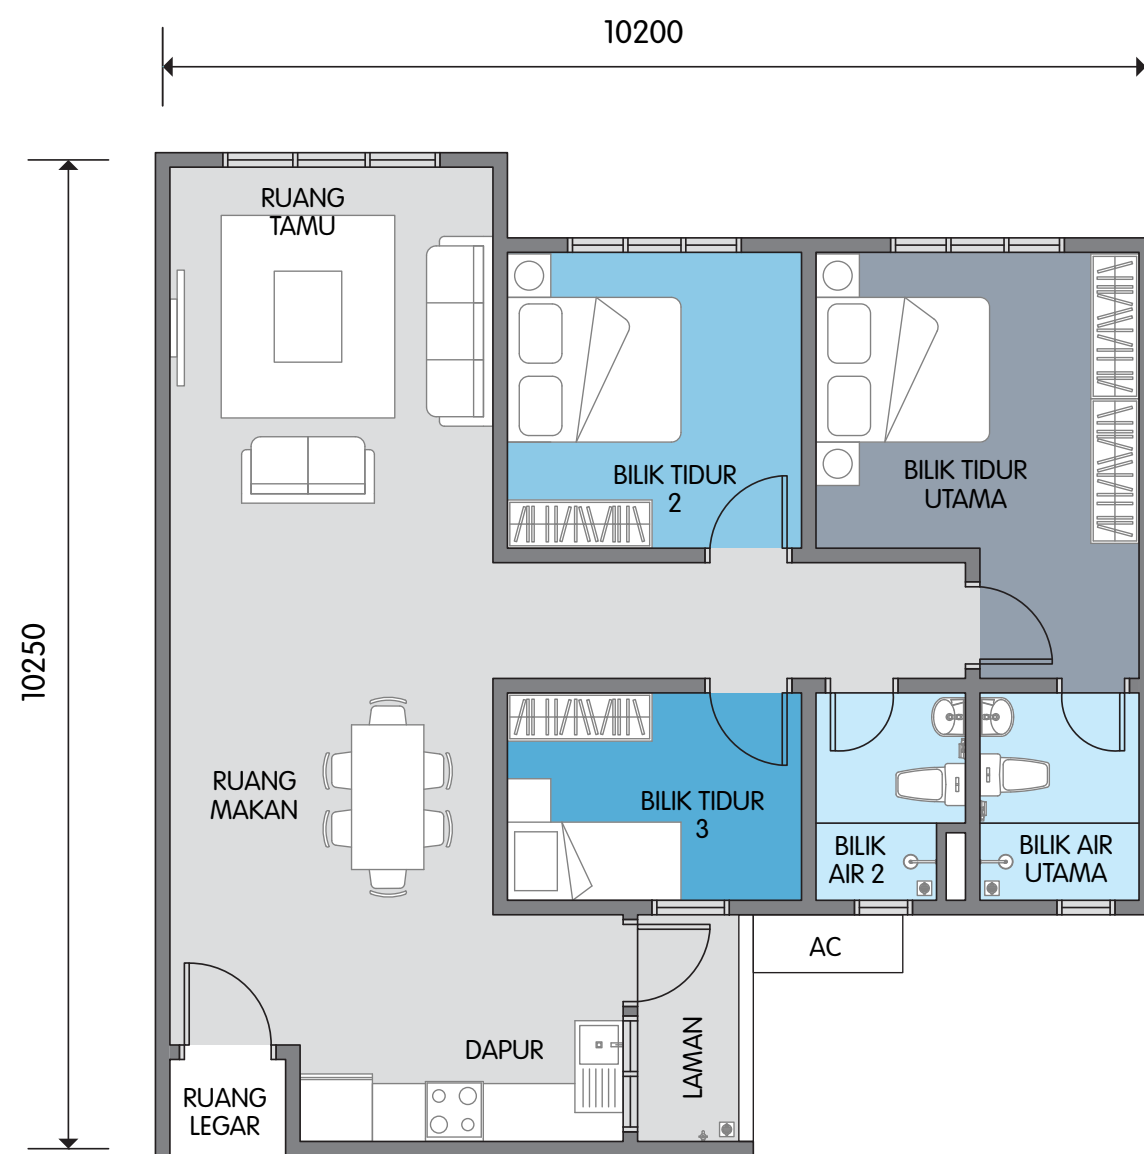 10200
10250
RUANG
TAMU
BILIK TIDUR
2
BILIK TIDUR
UTAMA
RUANG
MAKAN
BILIK TIDUR
3
BILIK
AIR 2
BILIK AIR
UTAMA
AC
DAPUR
LAMAN
RUANG
LEGAR